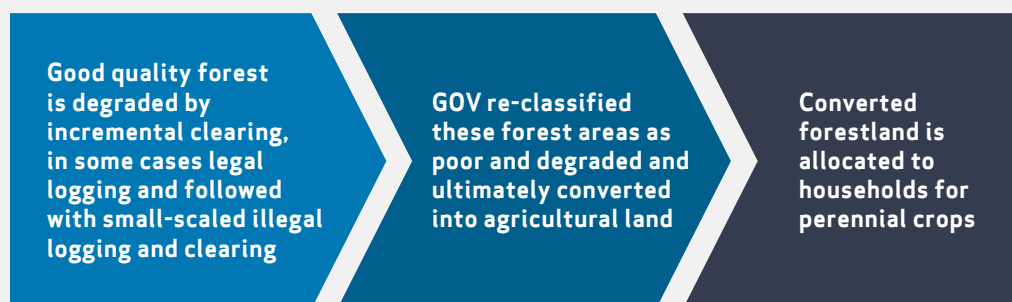 Good quality forest
is degraded by
incremental clearing,
in some cases legal
logging and followed
with small-scaled illegal
logging and clearing
GOV re-classified
these forest areas as
poor and degraded and
ultimately converted
into agricultural land
Converted
forestland is
allocated to
households for
perennial crops